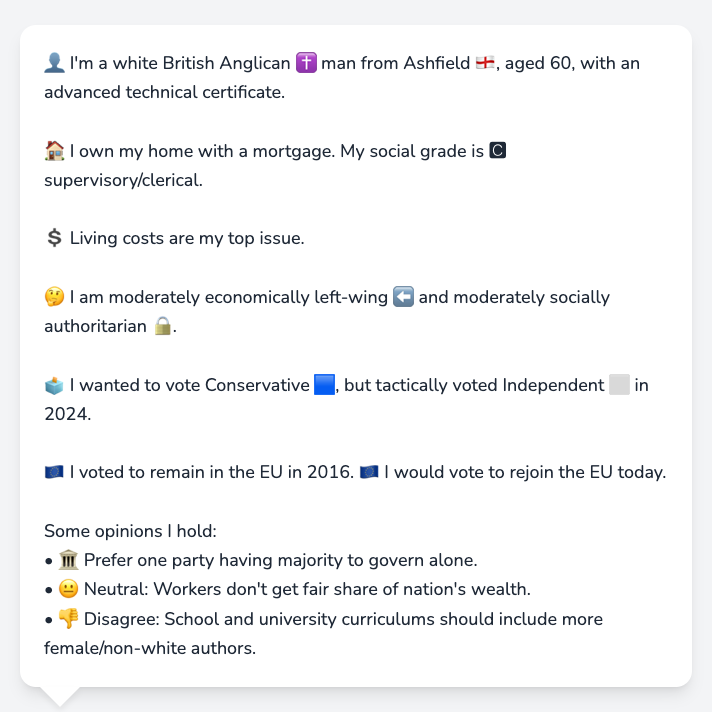 👤 I'm a white British Anglican ✝️ man from Ashfield 🏴󠁧󠁢󠁥󠁮󠁧󠁿, aged 60, with an
advanced technical certificate.
🏠 I own my home with a mortgage. My social grade is 🅲
supervisory/clerical.
💲 Living costs are my top issue.
🤔 I am moderately economically left-wing ⬅️ and moderately socially
authoritarian 🔒.
🗳️ I wanted to vote Conservative 🟦, but tactically voted Independent ⬜ in
2024.
🇪🇺 I voted to remain in the EU in 2016. 🇪🇺 I would vote to rejoin the EU today.
Some opinions I hold:
• 🏛️ Prefer one party having majority to govern alone.
• 😐 Neutral: Workers don't get fair share of nation's wealth.
• 👎 Disagree: School and university curriculums should include more
female/non-white authors.